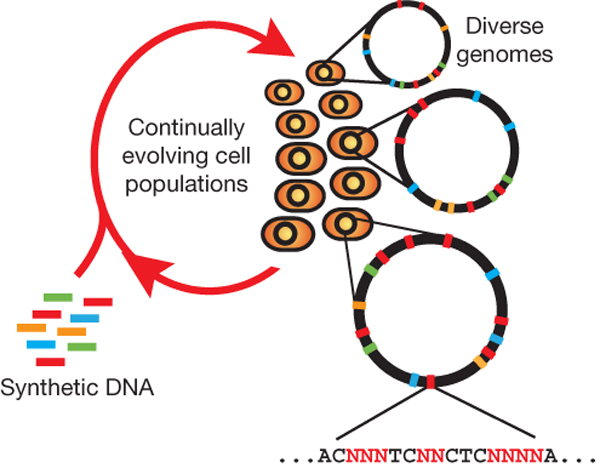 Diverse
genomes
Continually
evolving cell
populations
Synthetic DNA
...ACNNNTCNNCTCNNNNA...